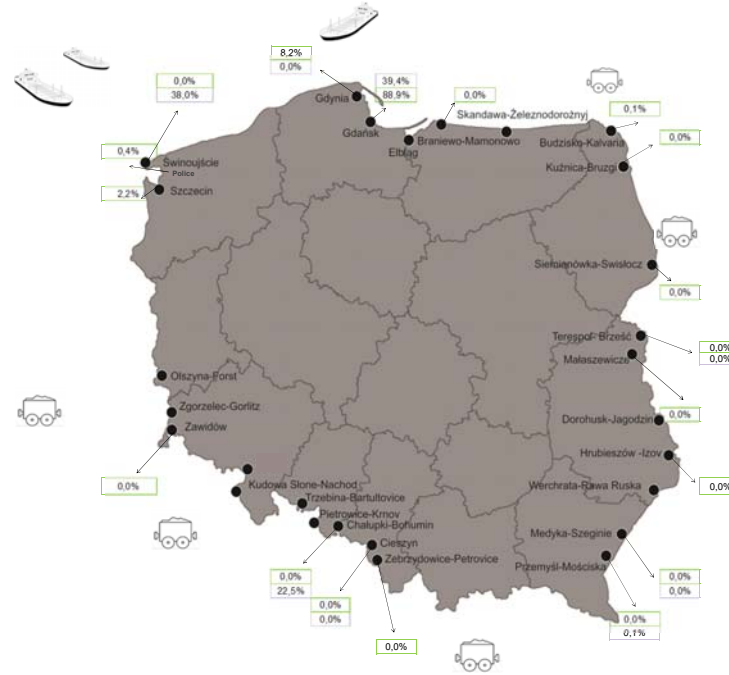 8,2%
0,0%
0,0%
38,0%
39,4%
88,9%
Gdynia
Gdańsk
Elbląg
0,0%
Skandawa-Żeleznodorożnyj
Braniewo-Mamonowo
0,1%
Budzisko-Kalvaria
0,0%
Kuźnica-Bruzgi
0,4%
Świnoujście
Police
2,2%
Szczecin
Siemianówka-Swisłocz
0,0%
Terespol- Brześć
0,0%
0,0%
Małaszewicze
Olszyna-Forst
Zgorzelec-Gorlitz
Zawidów
0,0%
Dorohusk-Jagodzin
0,0%
Hrubieszów -Izov
0,0%
Werchrata-Rawa Ruska
0,0%
Kudowa Słone-Nachod
Trzebina-Bartultovice
Pietrowice-Krnov
Chałupki-Bohumin
Cieszyn
Zebrzydowice-Petrovice
Medyka-Szeginie
Przemyśl-Mościska
0,0%
22,5%
0,0%
0,0%
0,0%
0,0%
0,0%
0,0%
0,1%